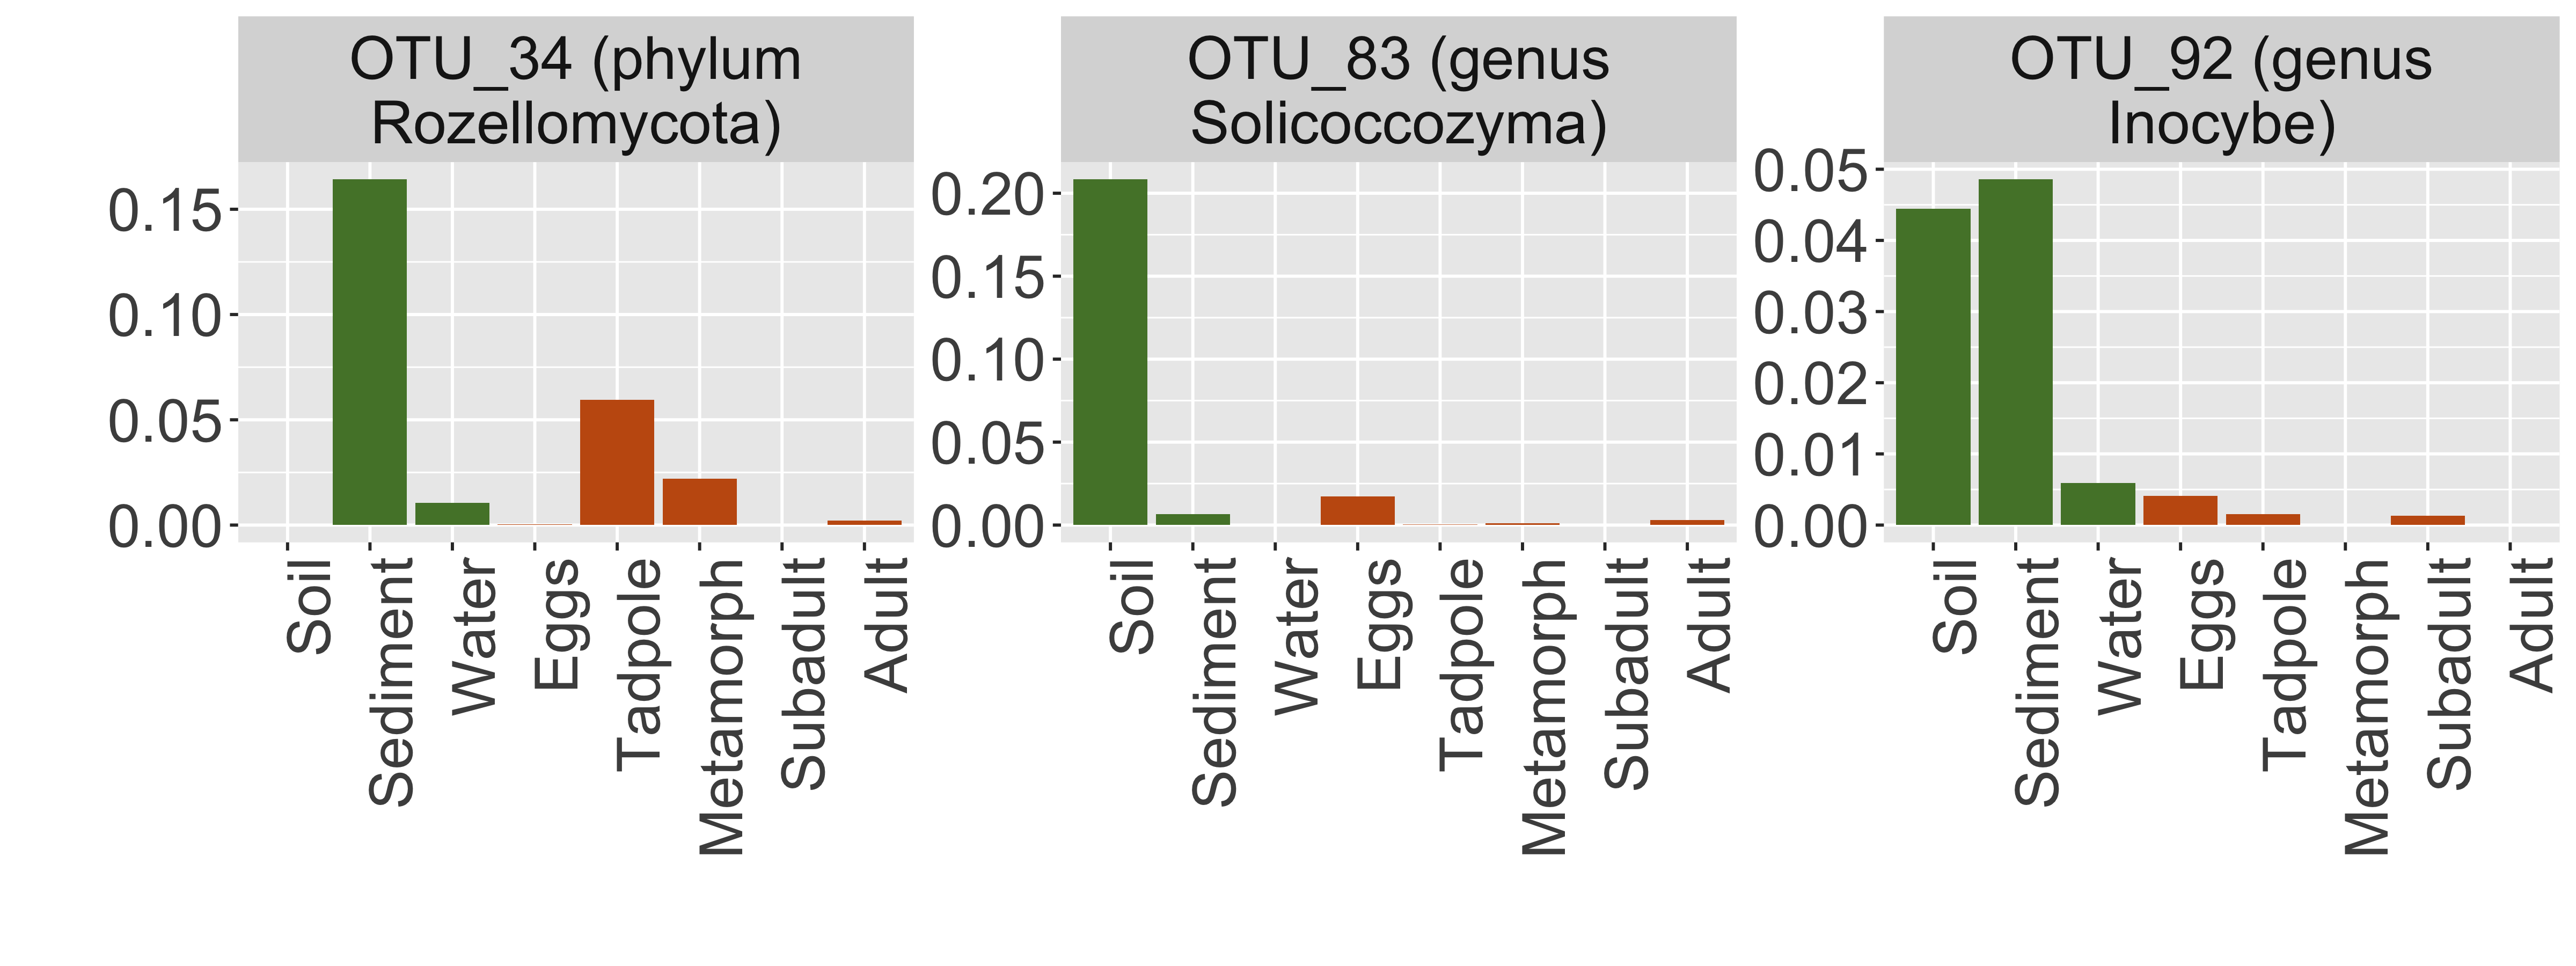 OTU_34 (phylum
Rozellomycota)
0.15
0.10
0.05
0.00
Soil
Sediment
Water
Eggs
Tadpole
Metamorph
Subadult
Adult
OTU_83 (genus
Solicoccozyma)
0.20
0.15
0.10
0.05
0.00
Soil
Sediment
Water
Eggs
Tadpole
Metamorph
Subadult
Adult
OTU_92 (genus
Inocybe)
0.05
0.04
0.03
0.02
0.01
0.00
Soil
Sediment
Water
Eggs
Tadpole
Metamorph
Subadult
Adult